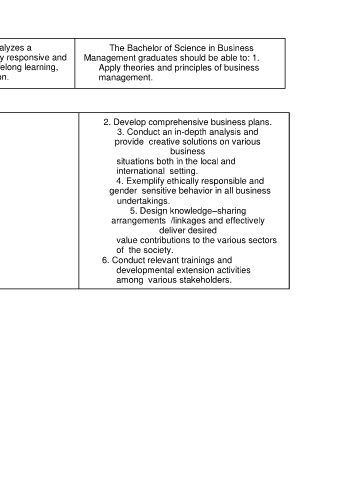 alyzes a
y responsive and
elong learning,
on.
The Bachelor of Science in Business
Management graduates should be able to: 1.
Apply theories and principles of business
management.
2. Develop comprehensive business plans.
3. Conduct an in-depth analysis and
provide creative solutions on various
business
situations both in the local and
international setting.
4. Exemplify ethically responsible and
gender sensitive behavior in all business
undertakings.
5. Design knowledge–sharing
arrangements /linkages and effectively
deliver desired
value contributions to the various sectors
of the society.
6. Conduct relevant trainings and
developmental extension activities
among various stakeholders.